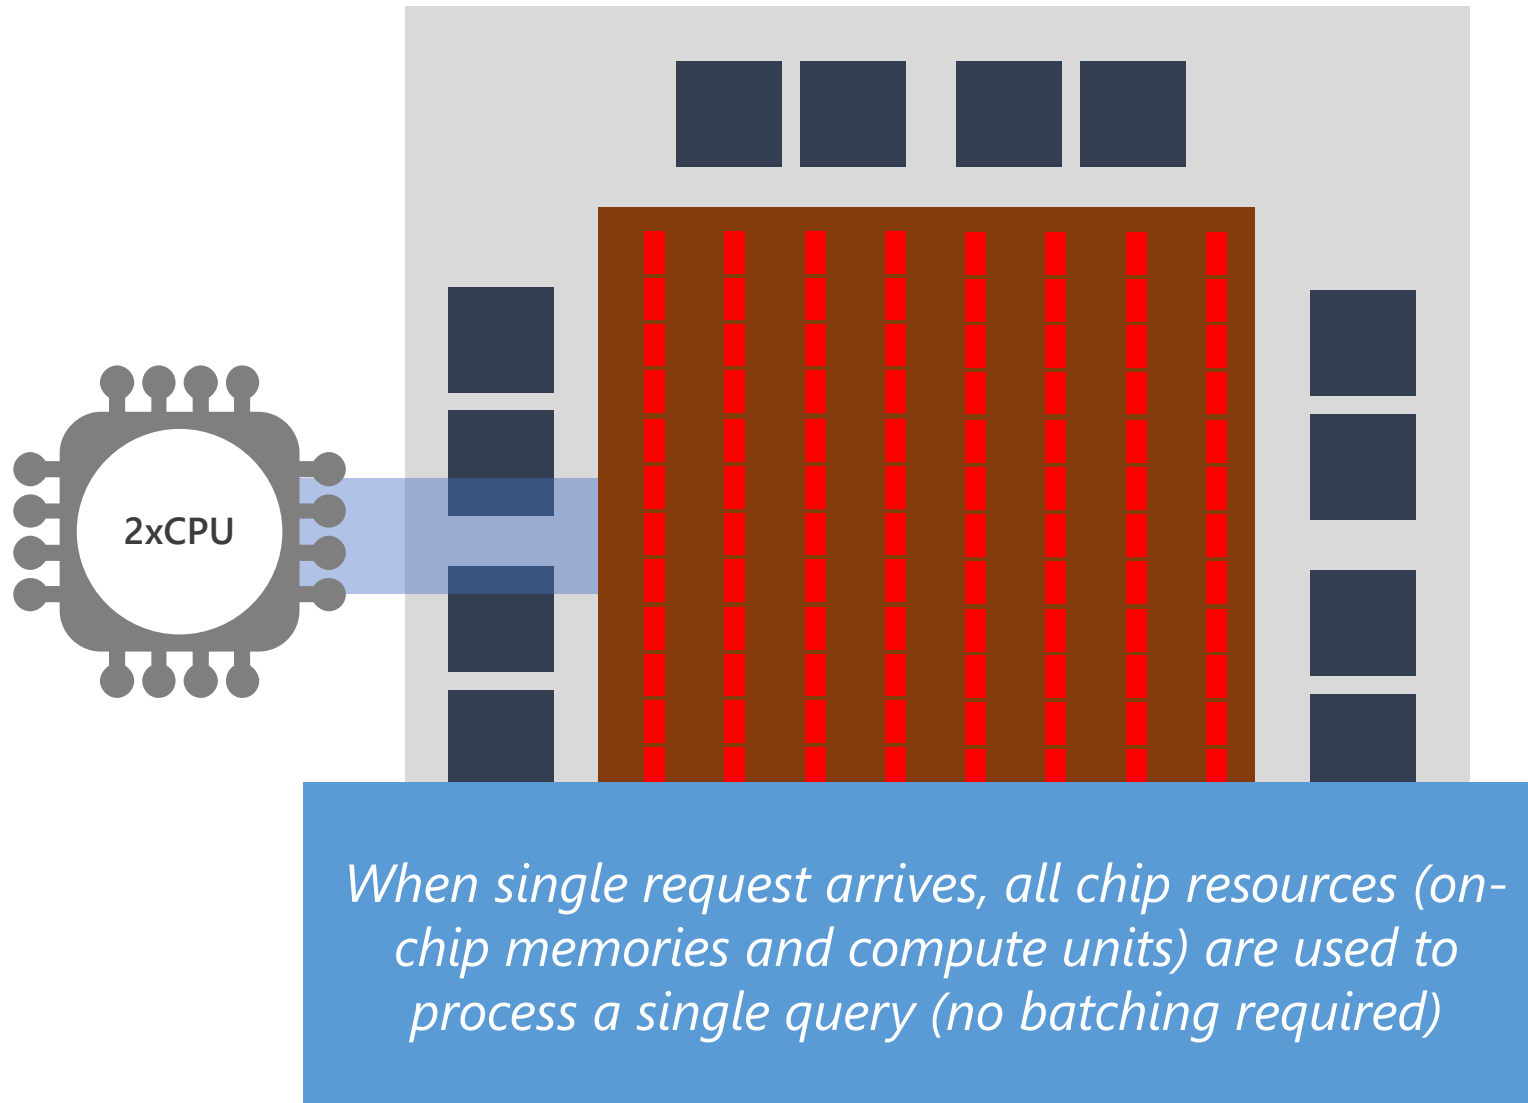 2xCPU
When single request arrives, all chip resources (on-
chip memories and compute units) are used to
process a single query (no batching required)